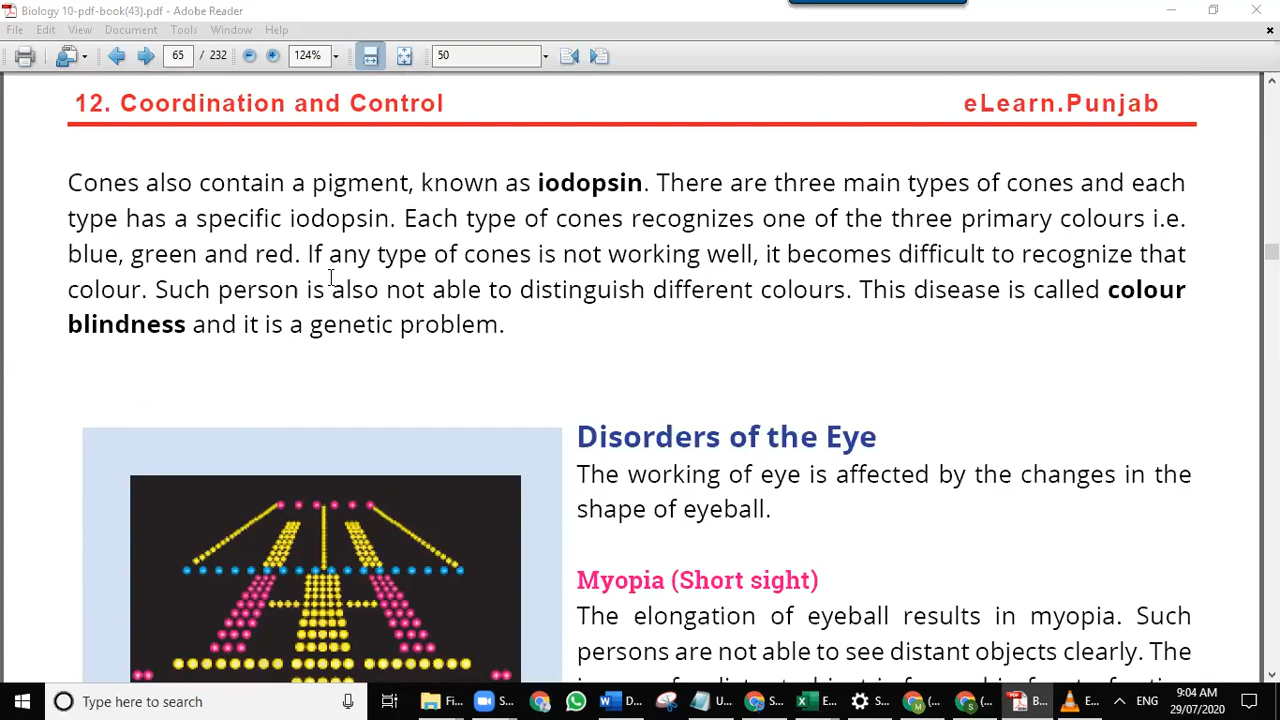 Biology 10-pdf-book(43).pdf - Adobe Reader
File Edit View Document Tools Window Help
65 / 232 124% 50
12. Coordination and Control eLearn.Punjab
Cones also contain a pigment, known as iodopsin. There are three main types of cones and each
type has a specific iodopsin. Each type of cones recognizes one of the three primary colours i.e.
blue, green and red. If any type of cones is not working well, it becomes difficult to recognize that
colour. Such person is also not able to distinguish different colours. This disease is called colour
blindness and it is a genetic problem.
Disorders of the Eye
The working of eye is affected by the changes in the
shape of eyeball.
Myopia (Short sight)
The elongation of eyeball results in myopia. Such
persons are not able to see distant objects clearly. The
Type here to search Fi... S... D... U... S... E... S... (... (... B... E... ENG 9:04 AM
29/07/2020